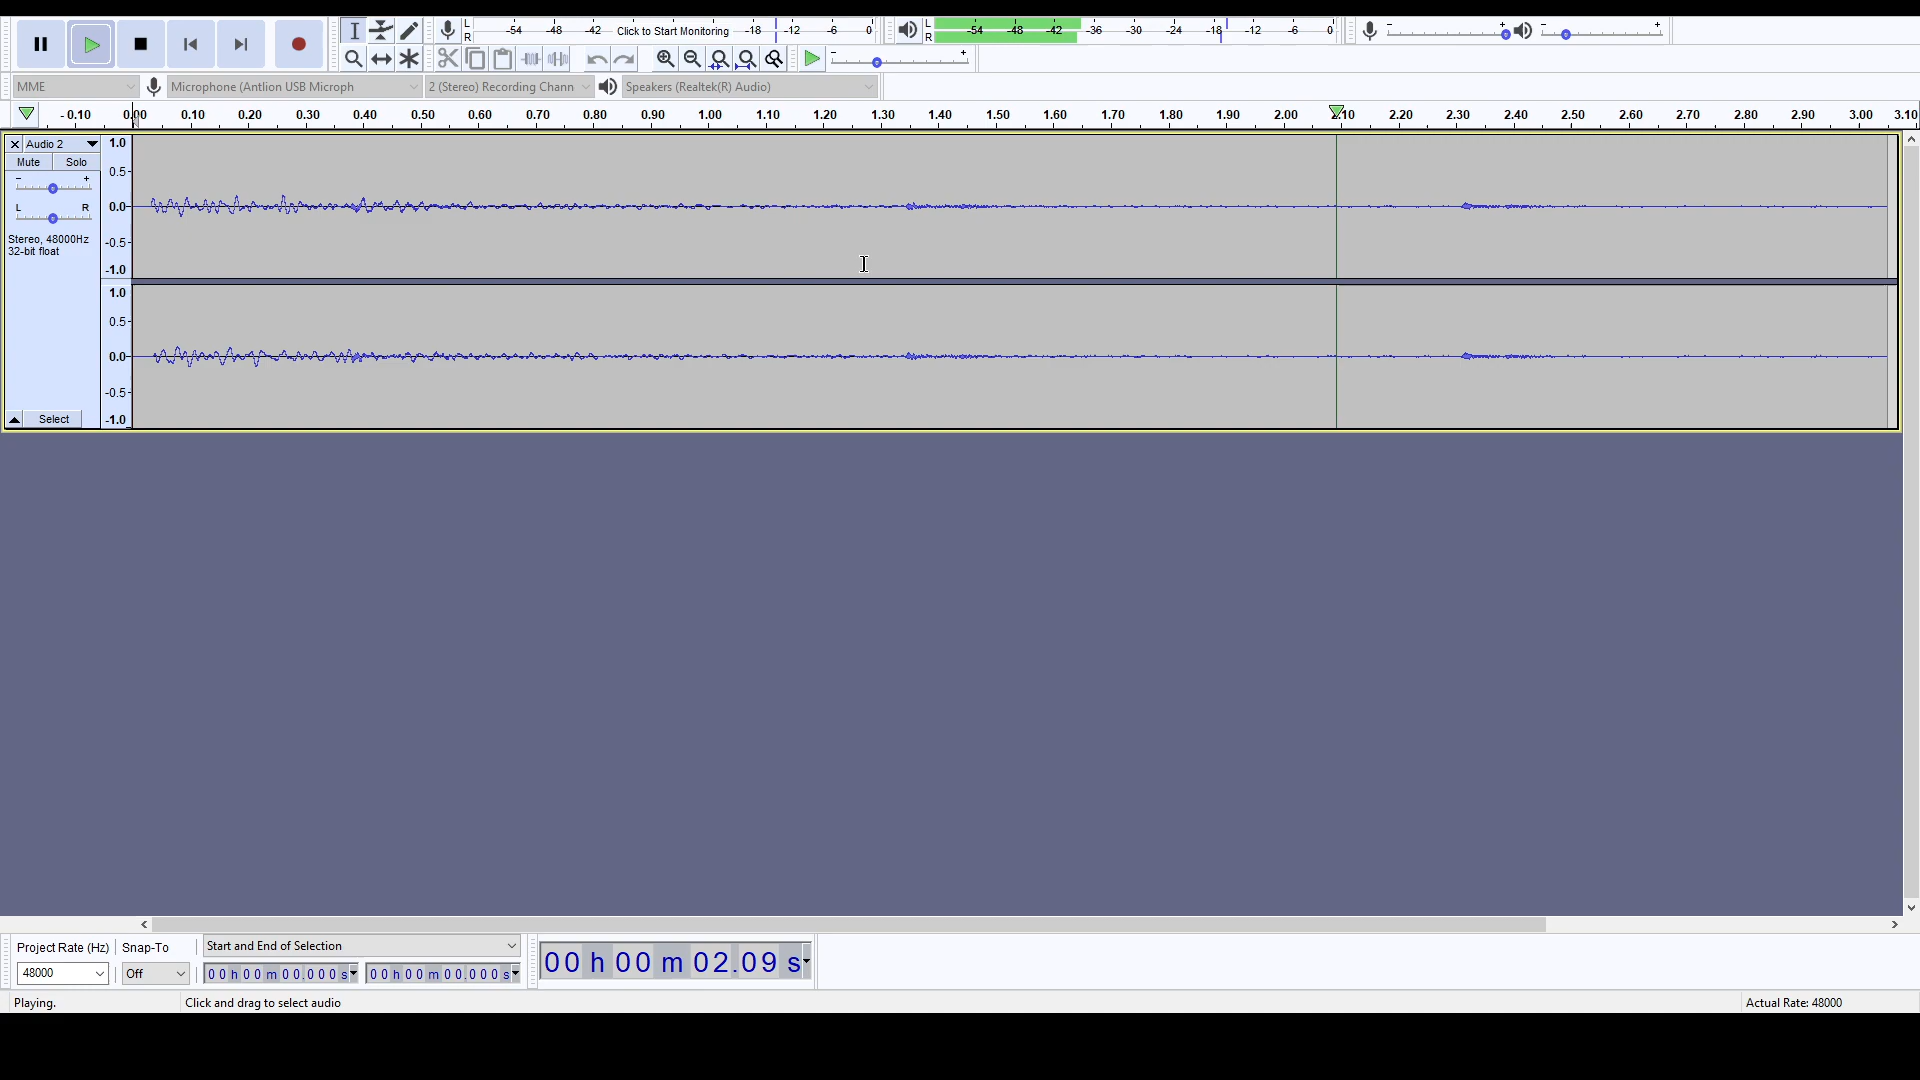 L
R
-54 -48 -42 Click to Start Monitoring -18 -12 -6 0
L
R
-54 -48 -42 -36 -30 -24 -18 -12 -6 0
- +
- +
- +
MME
Microphone (Antlion USB Microph
2 (Stereo) Recording Chann
Speakers (Realtek(R) Audio)
-0.10 0.00 0.10 0.20 0.30 0.40 0.50 0.60 0.70 0.80 0.90 1.00 1.10 1.20 1.30 1.40 1.50 1.60 1.70 1.80 1.90 2.00 2.10 2.20 2.30 2.40 2.50 2.60 2.70 2.80 2.90 3.00 3.10
Audio 2
Mute Solo
- +
L R
Stereo, 48000Hz
32-bit float
Select
1.0
0.5
0.0
-0.5
-1.0
1.0
0.5
0.0
-0.5
-1.0
Project Rate (Hz) Snap-To Start and End of Selection
48000 Off 00 h 00 m 00.000 s 00 h 00 m 00.000 s
00 h 00 m 02.09 s
Playing. Click and drag to select audio Actual Rate: 48000